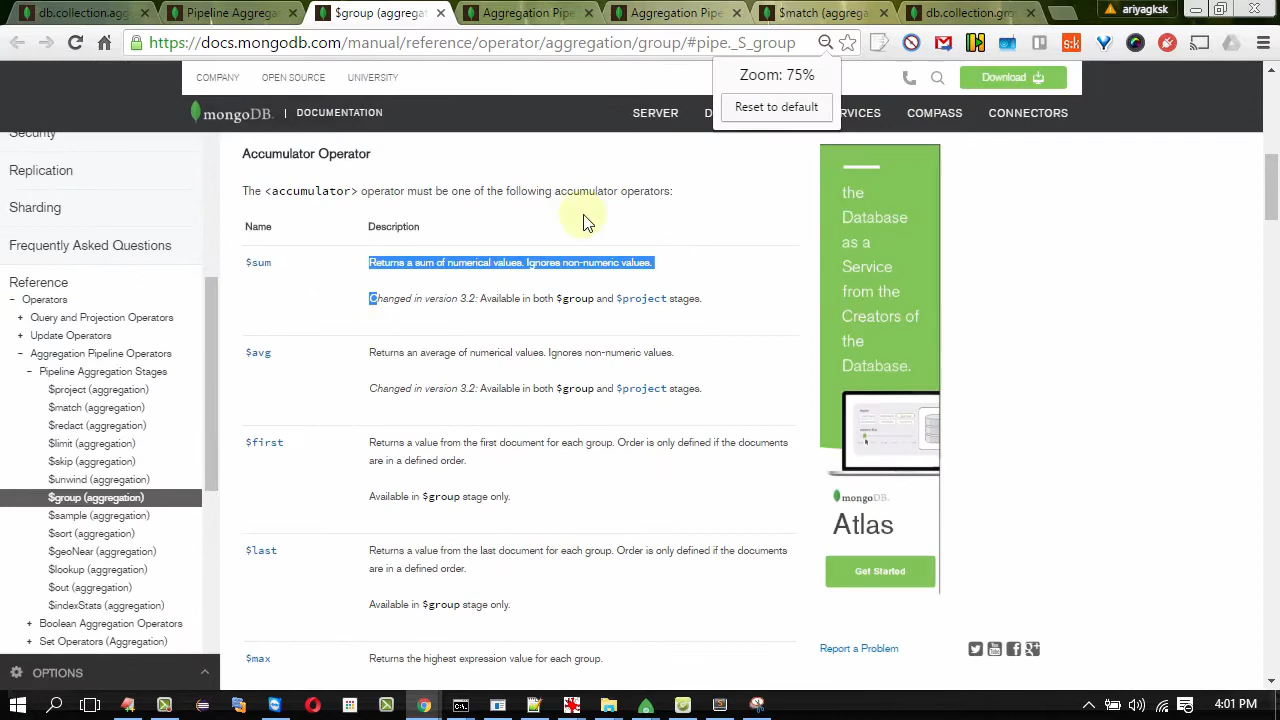 db.collection.agg
Pipeline Aggrega
$group (aggregat
Aggregation Pipe
Aggregation Pipe
$match (aggrega
db.collection.gro
ariyagksk
https://docs.mongodb.com/manual/reference/operator/aggregation/group/#pipe._S_group
Zoom: 75%
Reset to default
COMPANY OPEN SOURCE UNIVERSITY
Download
mongoDB. DOCUMENTATION
SERVER D RVICES COMPASS CONNECTORS
Security
Replication
Sharding
Frequently Asked Questions
Reference
− Operators
+ Query and Projection Operators
+ Update Operators
− Aggregation Pipeline Operators
− Pipeline Aggregation Stages
$project (aggregation)
$match (aggregation)
$redact (aggregation)
$limit (aggregation)
$skip (aggregation)
$unwind (aggregation)
$group (aggregation)
$sample (aggregation)
$sort (aggregation)
$geoNear (aggregation)
$lookup (aggregation)
$out (aggregation)
$indexStats (aggregation)
+ Boolean Aggregation Operators
+ Set Operators (Aggregation)
OPTIONS
Accumulator Operator
The <accumulator> operator must be one of the following accumulator operators:
Name Description
$sum Returns a sum of numerical values. Ignores non-numeric values.
Changed in version 3.2: Available in both $group and $project stages.
$avg Returns an average of numerical values. Ignores non-numeric values.
Changed in version 3.2: Available in both $group and $project stages.
$first Returns a value from the first document for each group. Order is only defined if the documents
are in a defined order.
Available in $group stage only.
$last Returns a value from the last document for each group. Order is only defined if the documents
are in a defined order.
Available in $group stage only.
$max Returns the highest expression value for each group.
the
Database
as a
Service
from the
Creators of
the
Database.
mongoDB.
Atlas
Get Started
Report a Problem
4:01 PM